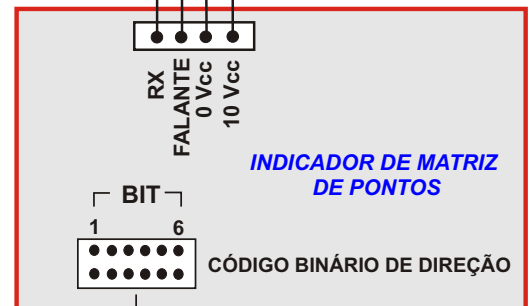 RX
FALANTE
0 Vcc
10 Vcc
INDICADOR DE MATRIZ
DE PONTOS
BIT
1 6
CÓDIGO BINÁRIO DE DIREÇÃO